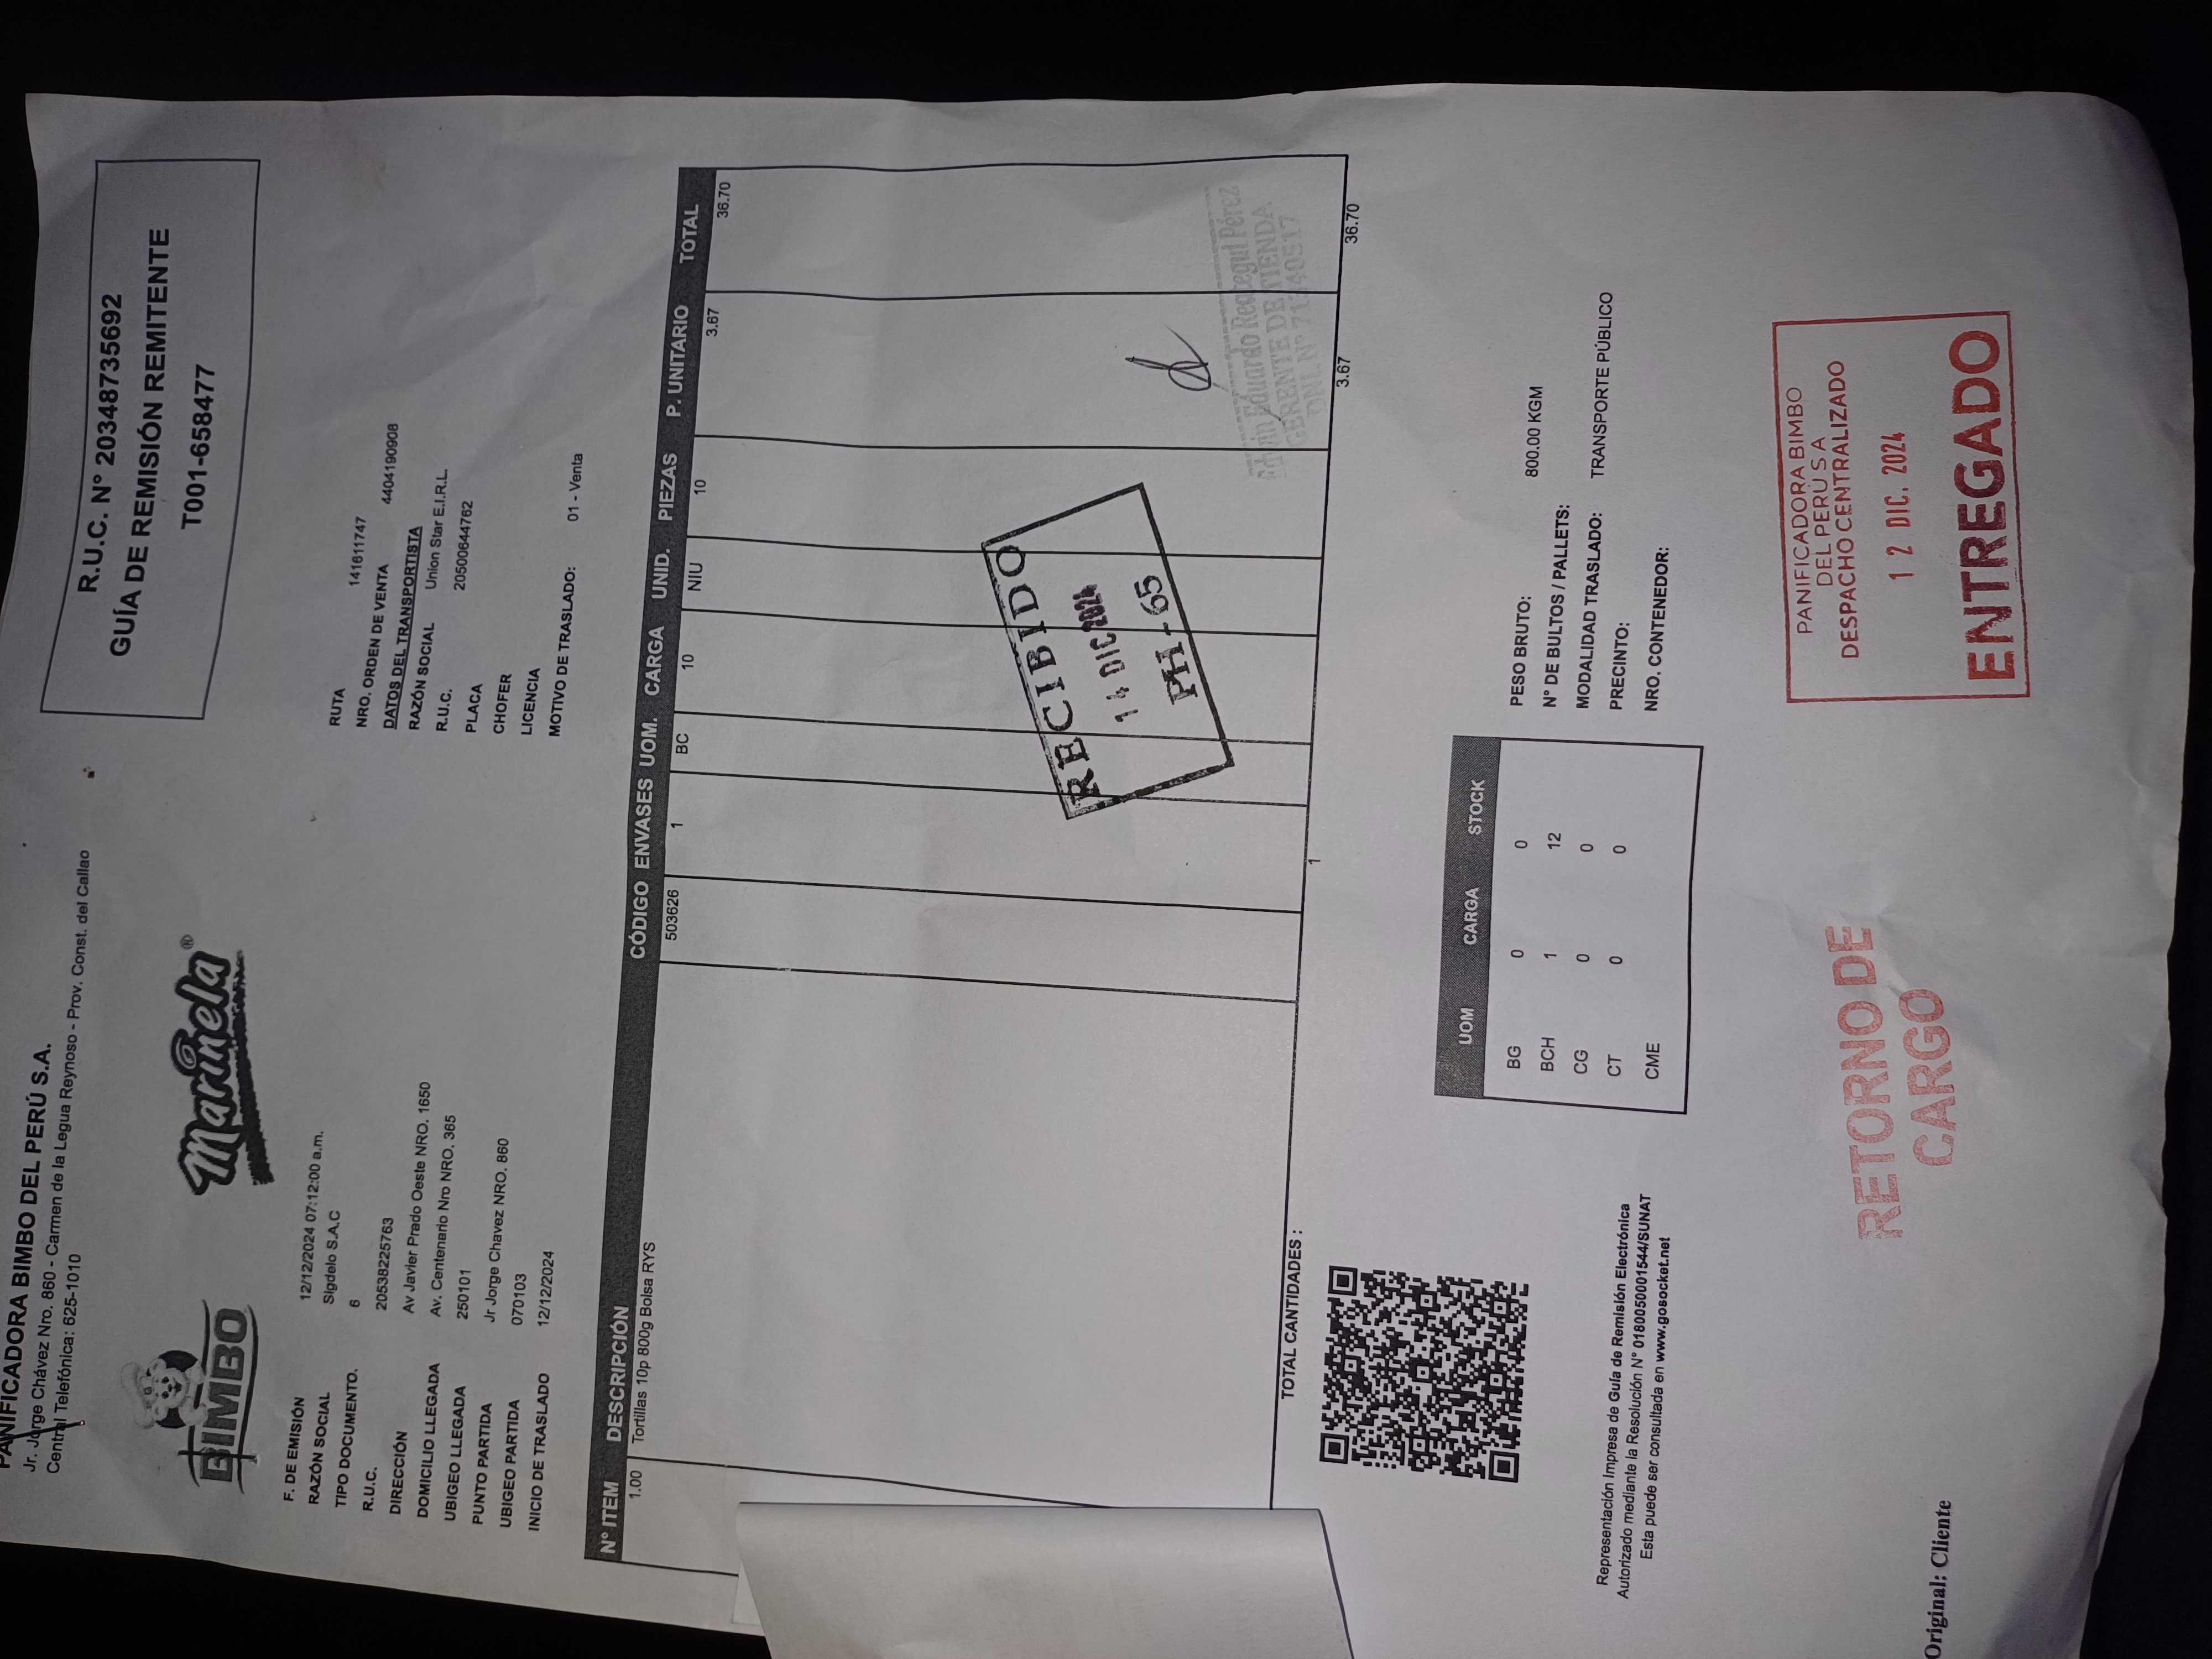 PANIFICADORA BIMBO DEL PERÚ S.A.
Jr. Jorge Chávez Nro. 860 - Carmen de la Legua Reynoso - Prov. Const. del Callao
Central Telefónica: 625-1010
R.U.C. N° 20348735692
GUÍA DE REMISIÓN REMITENTE
T001-658477
BIMBO
Marinela®
F. DE EMISIÓN 12/12/2024 07:12:00 a.m.
RAZÓN SOCIAL Sigdelo S.A.C
TIPO DOCUMENTO. 6
R.U.C. 20538225763
DIRECCIÓN Av Javier Prado Oeste NRO. 1650
DOMICILIO LLEGADA Av. Centenario Nro NRO. 365
UBIGEO LLEGADA 250101
PUNTO PARTIDA Jr Jorge Chavez NRO. 860
UBIGEO PARTIDA 070103
INICIO DE TRASLADO 12/12/2024
RUTA
NRO. ORDEN DE VENTA 141611747
DATOS DEL TRANSPORTISTA 4404190908
RAZÓN SOCIAL Union Star E.I.R.L.
R.U.C. 20500644762
PLACA
CHOFER
LICENCIA
MOTIVO DE TRASLADO: 01 - Venta
N° ITEM DESCRIPCIÓN CÓDIGO ENVASES UOM. CARGA UNID. PIEZAS P. UNITARIO TOTAL
1.00 Tortillas 10p 800g Bolsa RYS 503626 1 BC 10 NIU 10 3.67 36.70
RECIBIDO
14 DIC 2024
PH-65
Eduardo Reategui Pérez
GERENTE DE TIENDA
TOTAL CANTIDADES : 1 3.67 36.70
UOM CARGA STOCK
BG 0 0
BCH 1 12
CG 0 0
CT 0 0
CME
PESO BRUTO: 800.00 KGM
N° DE BULTOS / PALLETS:
MODALIDAD TRASLADO: TRANSPORTE PÚBLICO
PRECINTO:
NRO. CONTENEDOR:
Representación Impresa de Guía de Remisión Electrónica
Autorizado mediante la Resolución N° 0180050001544/SUNAT
Esta puede ser consultada en www.gosocket.net
RETORNO DE
CARGO
PANIFICADORA BIMBO
DEL PERÚ S A
DESPACHO CENTRALIZADO
12 DIC. 2024
ENTREGADO
Original: Cliente